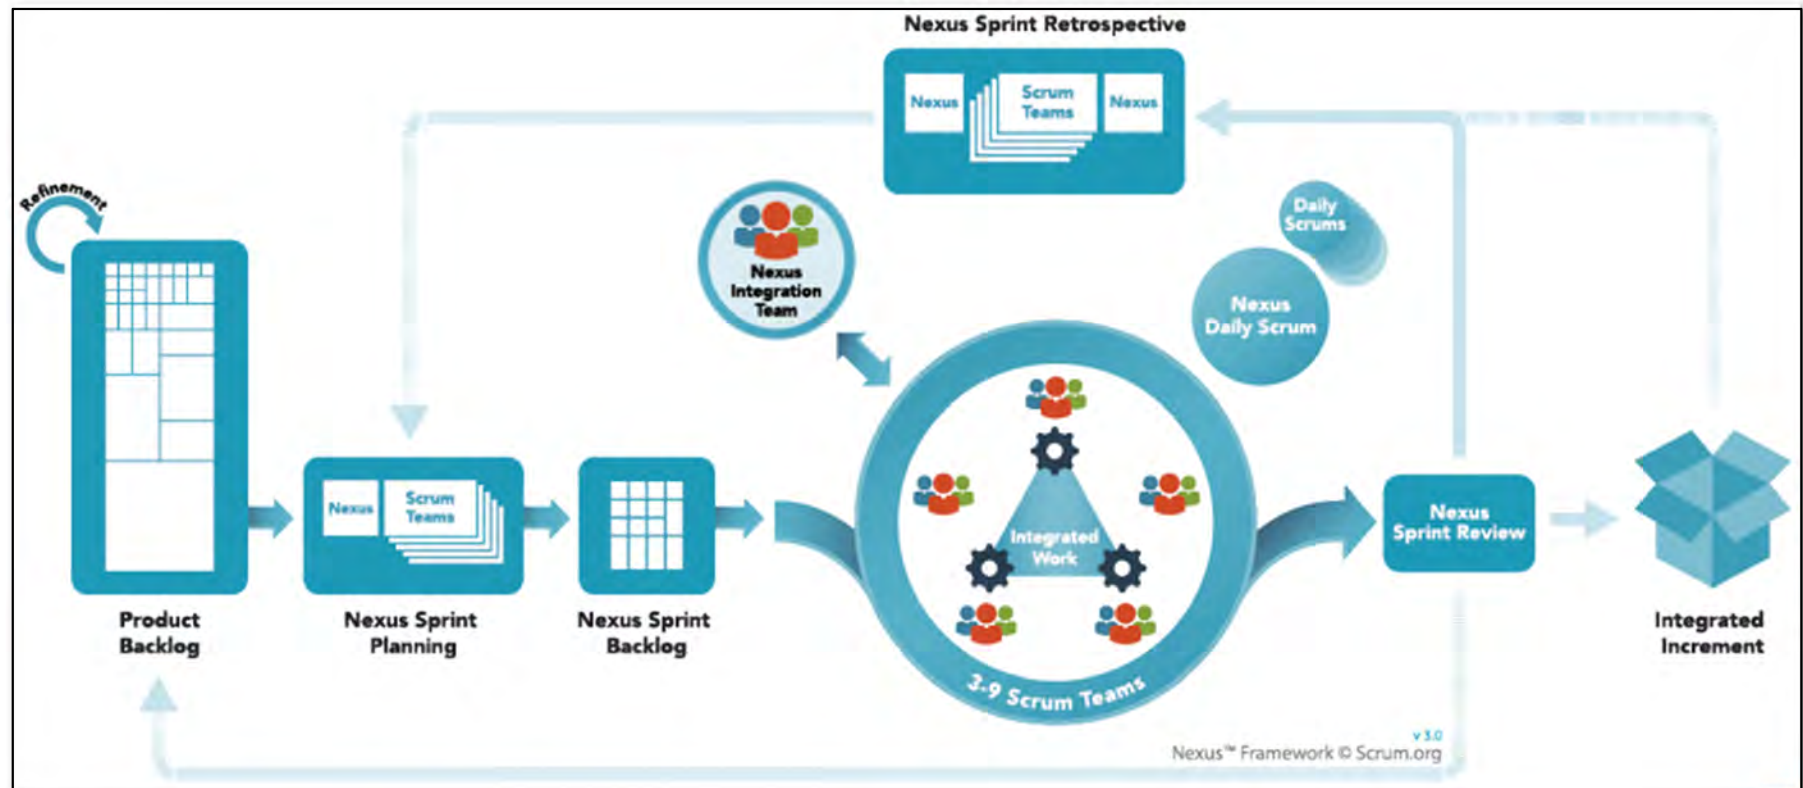 Nexus Sprint Retrospective
Nexus
Scrum
Teams
Nexus
Refinement
Daily
Scrums
Nexus
Integration
Team
Nexus
Daily Scrum
Nexus
Scrum
Teams
Integrated
Work
Nexus
Sprint Review
Product
Backlog
Nexus Sprint
Planning
Nexus Sprint
Backlog
3-9 Scrum Teams
Integrated
Increment
v 3.0
Nexus™ Framework © Scrum.org